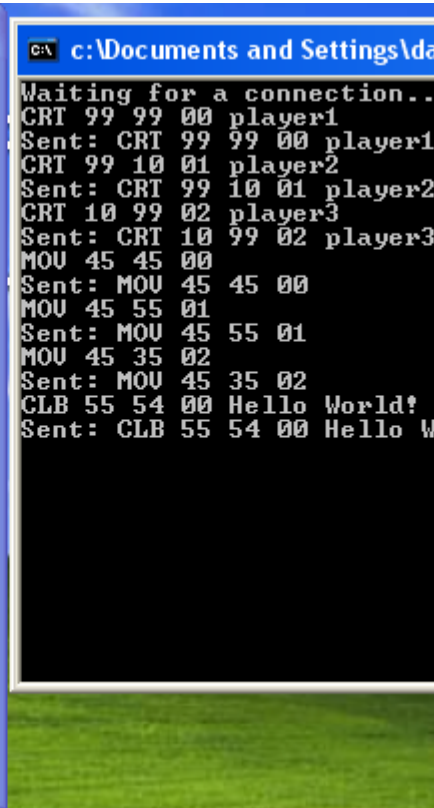 c:\Documents and Settings\da
Waiting for a connection..
CRT 99 99 00 player1
Sent: CRT 99 99 00 player1
CRT 99 10 01 player2
Sent: CRT 99 10 01 player2
CRT 10 99 02 player3
Sent: CRT 10 99 02 player3
MOV 45 45 00
Sent: MOV 45 45 00
MOV 45 55 01
Sent: MOV 45 55 01
MOV 45 35 02
Sent: MOV 45 35 02
CLB 55 54 00 Hello World!
Sent: CLB 55 54 00 Hello W